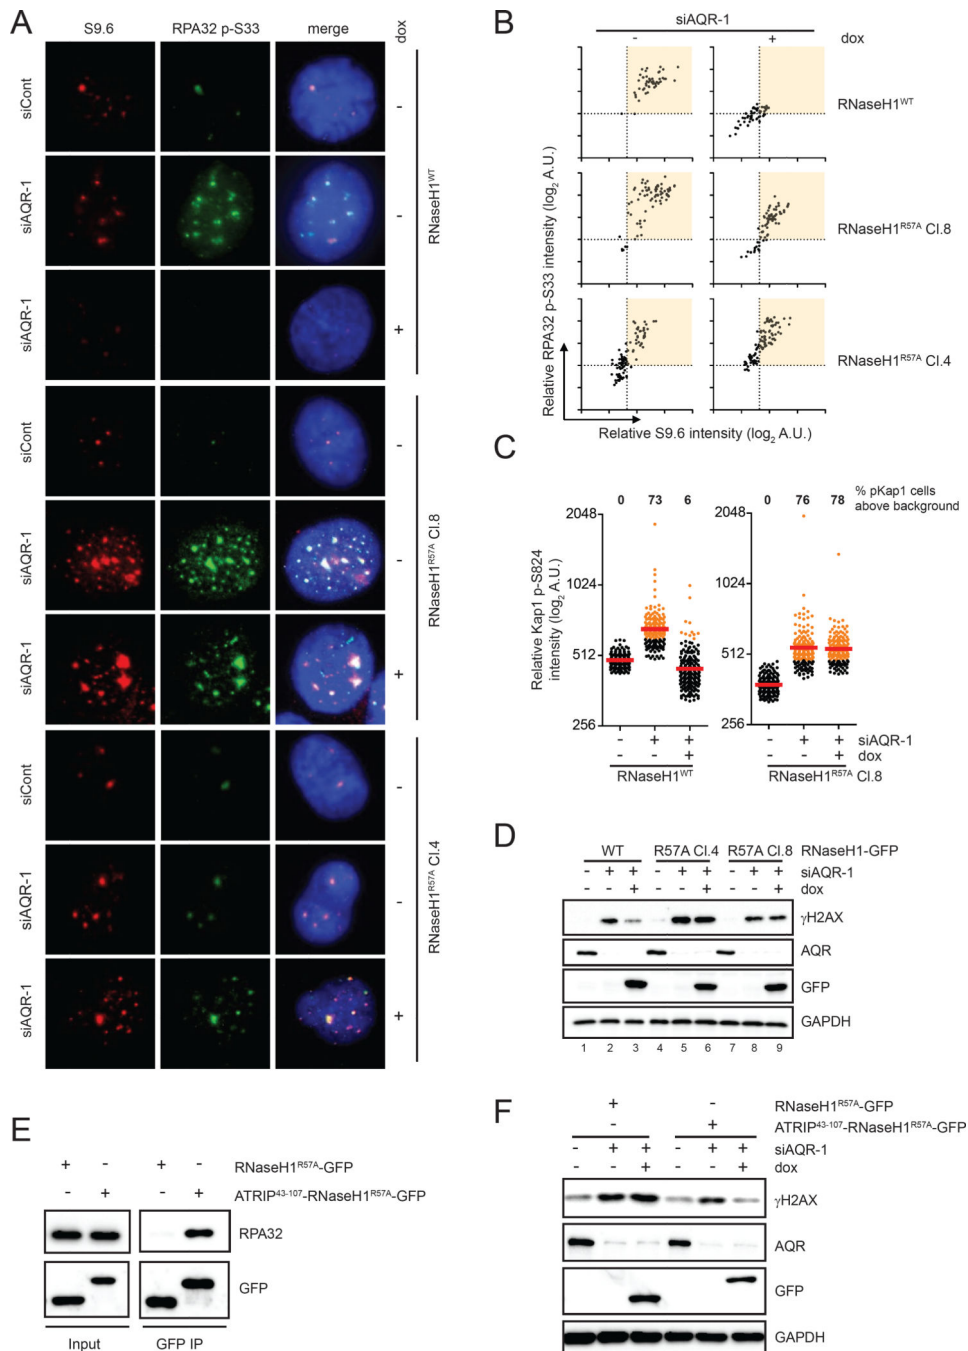 A
S9.6 RPA32 p-S33 merge dox
siCont -
siAQR-1 -
siAQR-1 +
RNaseH1WT
siCont -
siAQR-1 -
siAQR-1 +
RNaseH1R57A Cl.8
siCont -
siAQR-1 -
siAQR-1 +
RNaseH1R57A Cl.4
B
siAQR-1
- + dox
RNaseH1WT
RNaseH1R57A Cl.8
RNaseH1R57A Cl.4
Relative RPA32 p-S33 intensity (log2 A.U.)
Relative S9.6 intensity (log2 A.U.)
C
0 73 6 0 76 78 % pKap1 cells
above background
Relative Kap1 p-S824
intensity (log2 A.U.)
2048 2048
1024 1024
512 512
256 256
- + + - + + siAQR-1
- - + - - + dox
RNaseH1WT RNaseH1R57A Cl.8
D
WT R57A Cl.4 R57A Cl.8 RNaseH1-GFP
- + + - + + - + + siAQR-1
- - + - - + - - + dox
γH2AX
AQR
GFP
GAPDH
1 2 3 4 5 6 7 8 9
E
+ - + - RNaseH1R57A-GFP
- + - + ATRIP43-107-RNaseH1R57A-GFP
RPA32
GFP
Input GFP IP
F
+ - RNaseH1R57A-GFP
- + ATRIP43-107-RNaseH1R57A-GFP
- + + - + + siAQR-1
- - + - - + dox
γH2AX
AQR
GFP
GAPDH